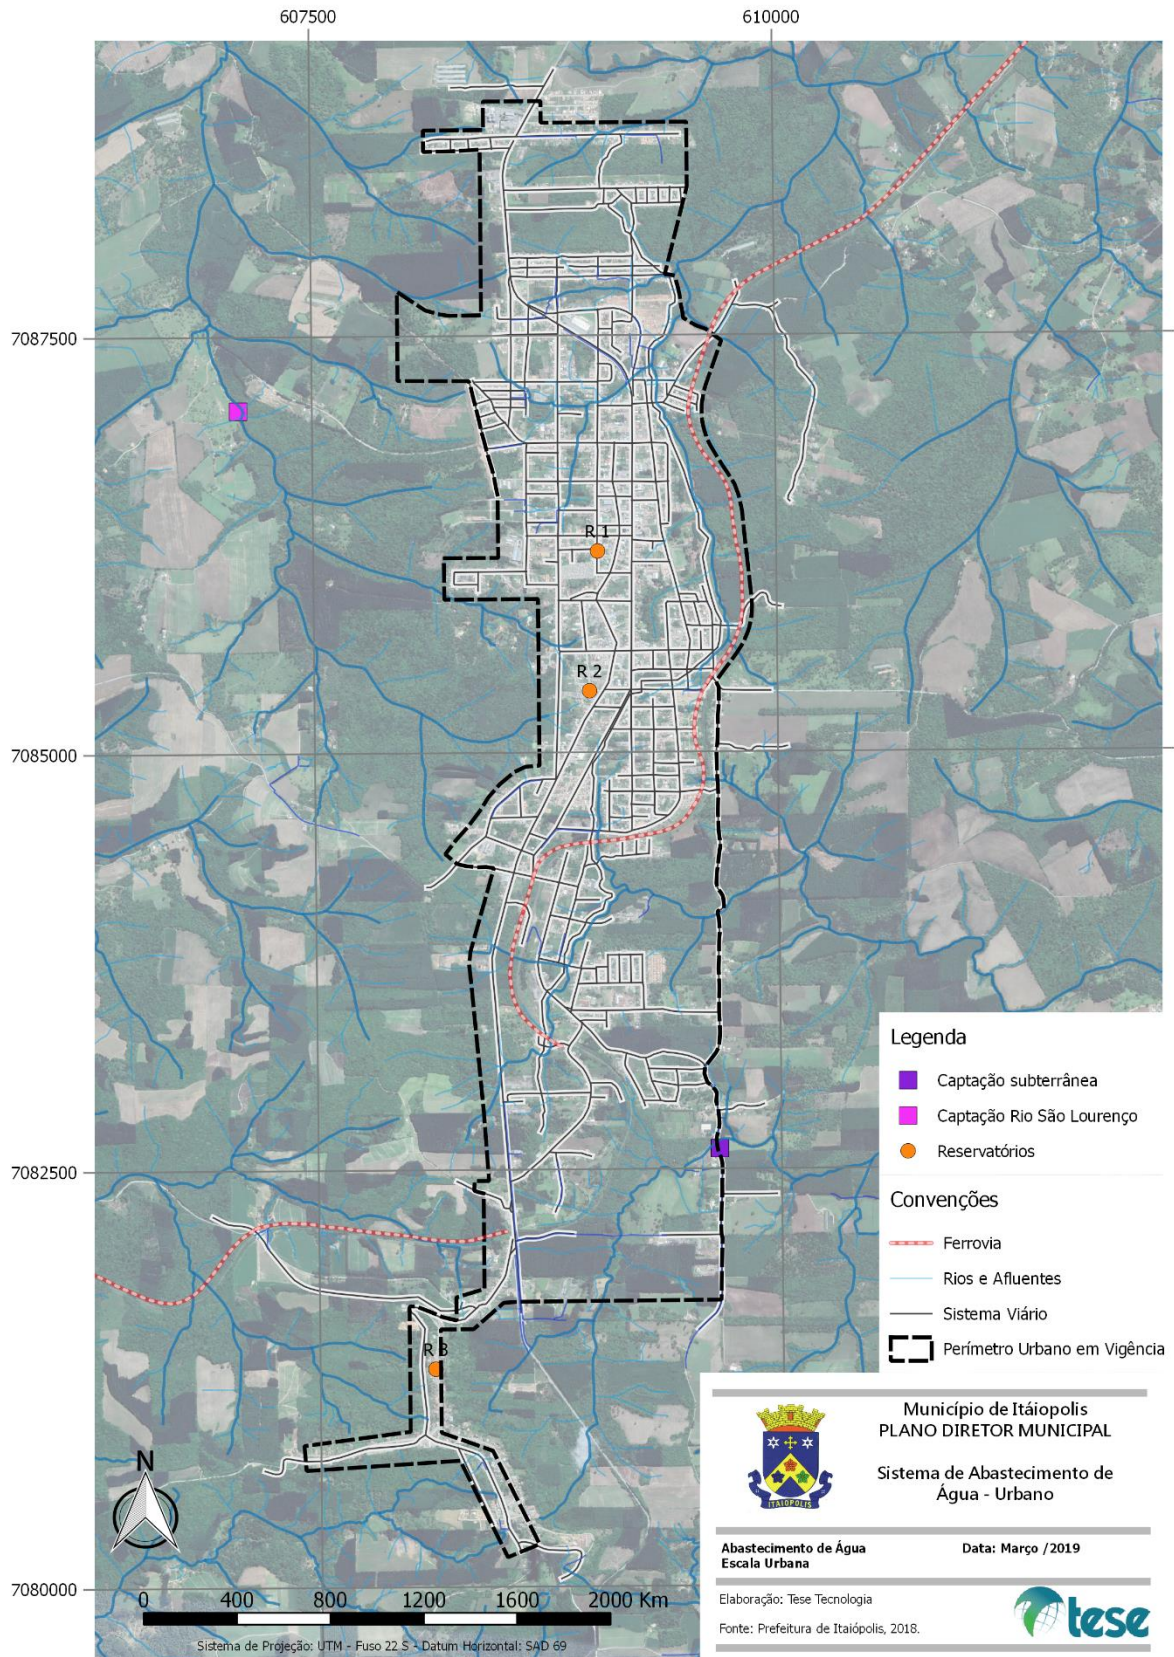 607500
610000
7087500
R 1
R 2
7085000
Legenda
Captação subterrânea
Captação Rio São Lourenço
Reservatórios
7082500
Convenções
Ferrovia
Rios e Afluentes
Sistema Viário
Perímetro Urbano em Vigência
R 3
Município de Itáiopolis
PLANO DIRETOR MUNICIPAL
Sistema de Abastecimento de
Água - Urbano
ITAIOPOLIS
N
Abastecimento de Água
Escala Urbana
Data: Março /2019
7080000
0 400 800 1200 1600 2000 Km
Elaboração: Tese Tecnologia
Fonte: Prefeitura de Itaiópolis, 2018.
tese
Sistema de Projeção: UTM - Fuso 22 S - Datum Horizontal: SAD 69